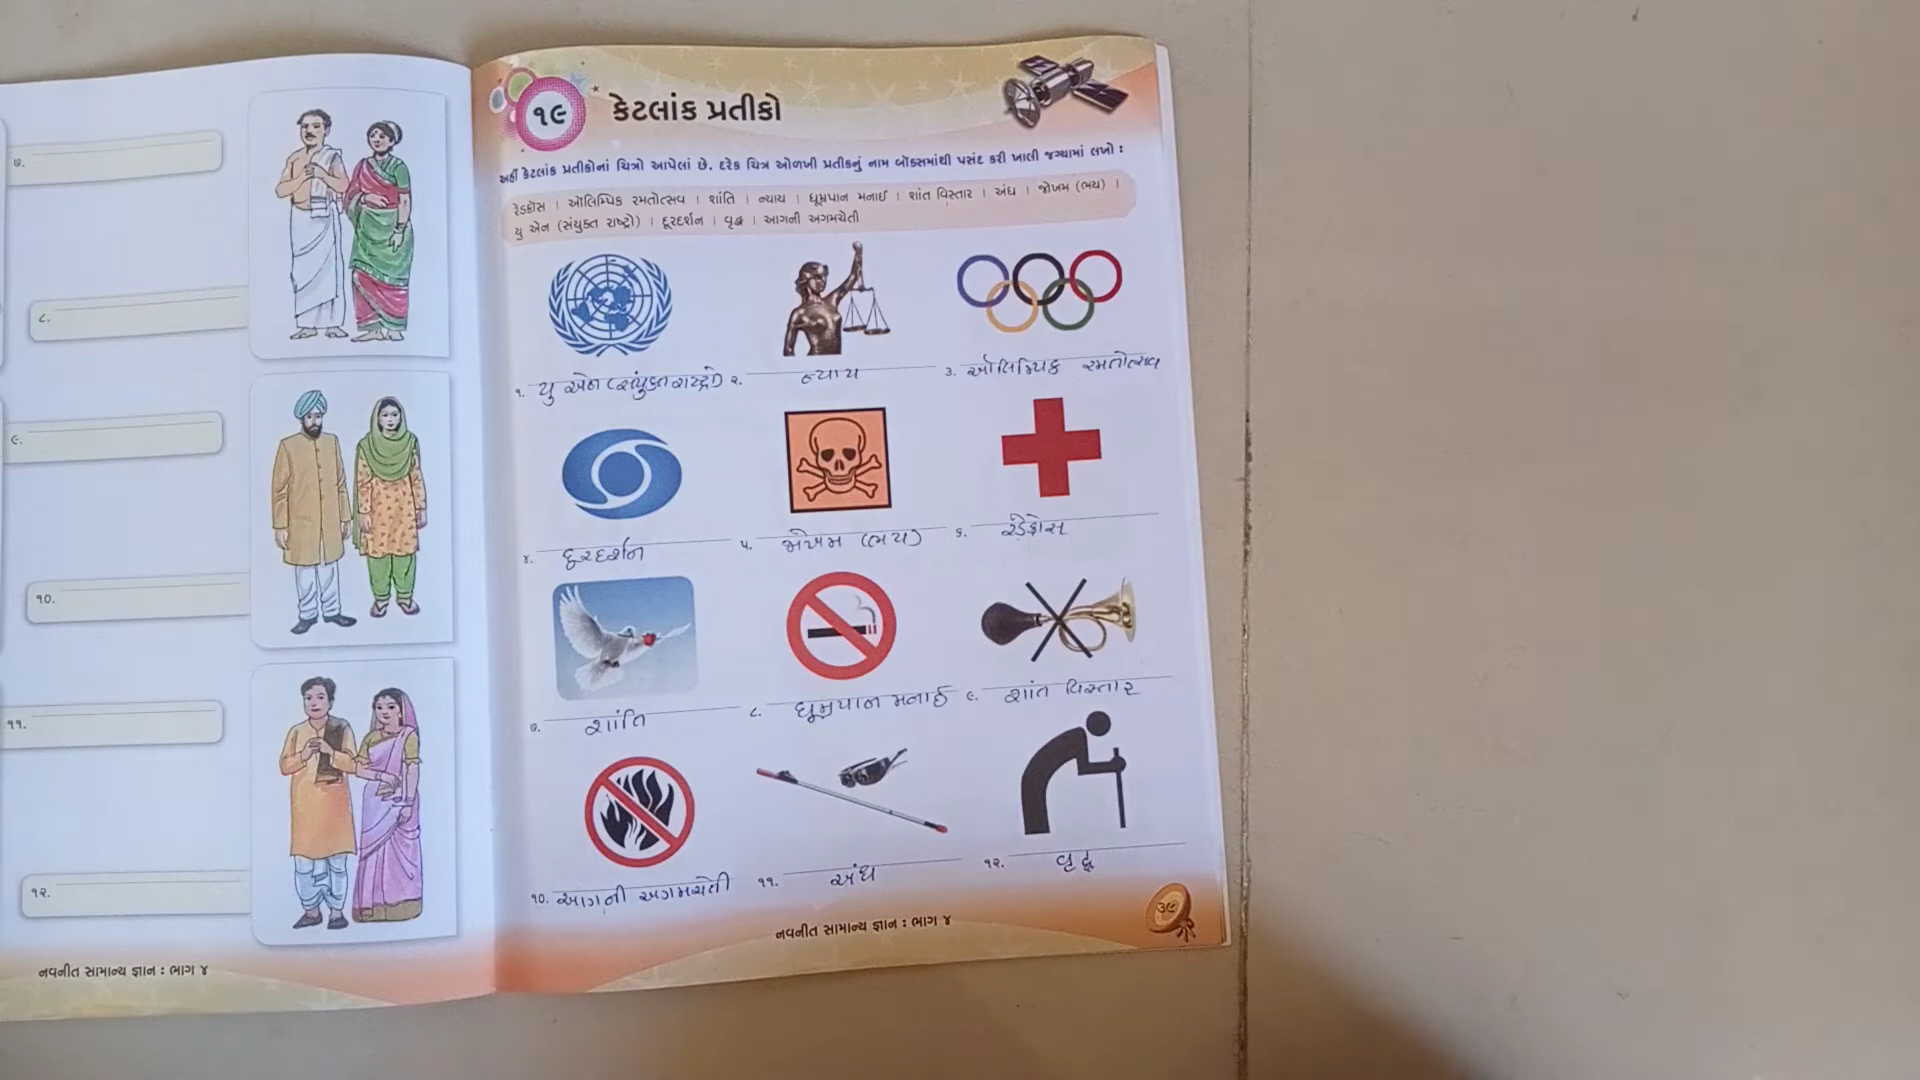 ૭.
૮.
૯.
૧૦.
૧૧.
૧૨.
નવનીત સામાન્ય જ્ઞાન : ભાગ ૪
૧૯
કેટલાંક પ્રતીકો
અહીં કેટલાંક પ્રતીકોનાં ચિત્રો આપેલાં છે. દરેક ચિત્ર ઓળખી પ્રતીકનું નામ બૉક્સમાંથી પસંદ કરી ખાલી જગ્યામાં લખો :
રેડક્રૉસ । ઑલિમ્પિક રમતોત્સવ । શાંતિ । ન્યાય । ધૂમ્રપાન મનાઈ । શાંત વિસ્તાર । અંધ । જોખમ (ભય) ।
યુ એન (સંયુક્ત રાષ્ટ્રો) । દૂરદર્શન । વૃદ્ધ । આગની અગમચેતી
૧. યુ એન (સંયુક્ત રાષ્ટ્રો) ૨. ન્યાય ૩. ઑલિમ્પિક રમતોત્સવ
૪. દૂરદર્શન ૫. જોખમ (ભય) ૬. રેડક્રોસ
૭. શાંતિ ૮. ધૂમ્રપાન મનાઈ ૯. શાંત વિસ્તાર
૧૦. આગની અગમચેતી ૧૧. અંધ ૧૨. વૃદ્ધ
નવનીત સામાન્ય જ્ઞાન : ભાગ ૪
૩૯